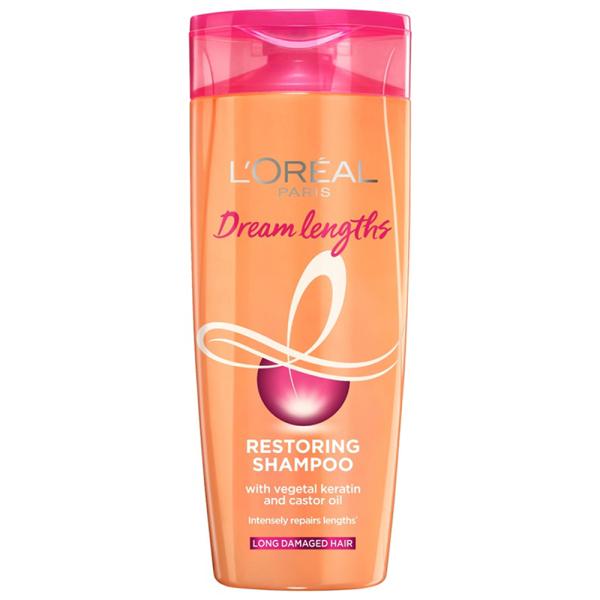 L'ORÉAL
PARIS
Dream lengths
RESTORING
SHAMPOO
with vegetal keratin
and castor oil
Intensely repairs lengths*
LONG DAMAGED HAIR